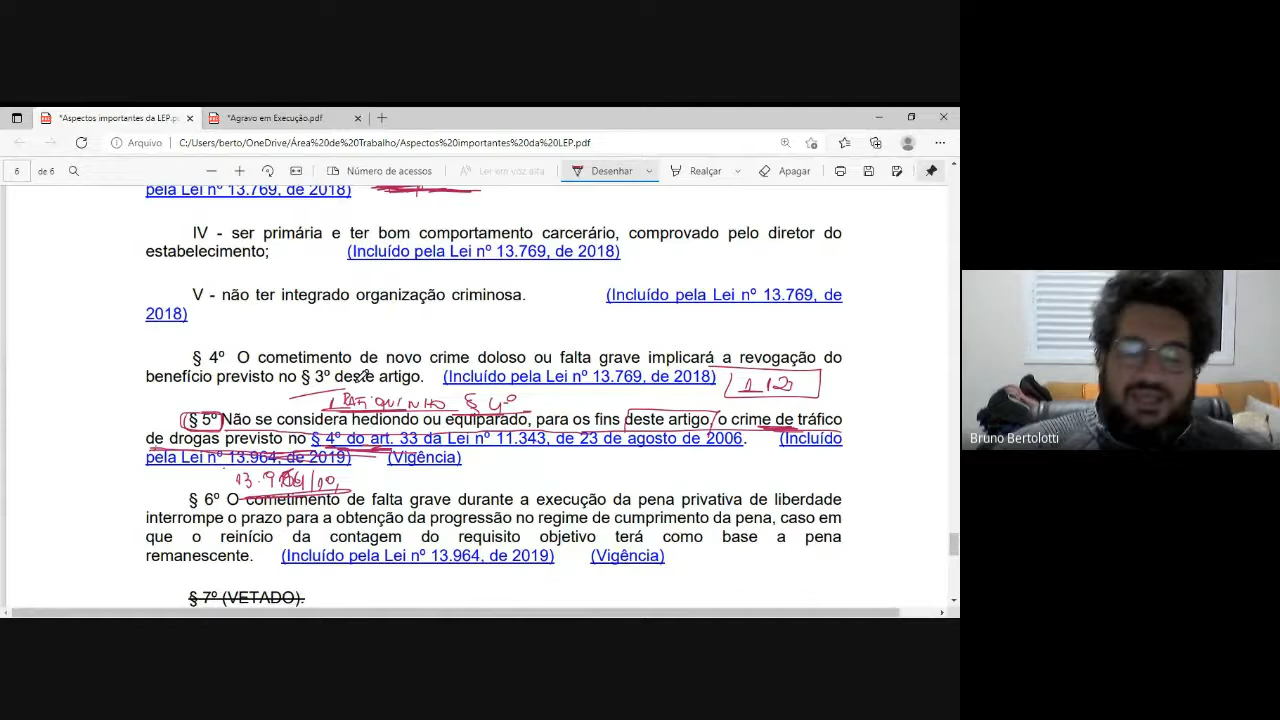 *Aspectos importantes da LEP.p
*Agravo em Execução.pdf
Arquivo
C:/Users/berto/OneDrive/Área%20de%20Trabalho/Aspectos%20importantes%20da%20LEP.pdf
6
de 6
Número de acessos
Ler em voz alta
Desenhar
Realçar
Apagar
pela Lei nº 13.769, de 2018)
IV - ser primária e ter bom comportamento carcerário, comprovado pelo diretor do
estabelecimento; (Incluído pela Lei nº 13.769, de 2018)
V - não ter integrado organização criminosa. (Incluído pela Lei nº 13.769, de
2018)
§ 4º O cometimento de novo crime doloso ou falta grave implicará a revogação do
benefício previsto no § 3º deste artigo. (Incluído pela Lei nº 13.769, de 2018)
§ 4º
§ 5º Não se considera hediondo ou equiparado, para os fins deste artigo, o crime de tráfico
de drogas previsto no § 4º do art. 33 da Lei nº 11.343, de 23 de agosto de 2006. (Incluído
pela Lei nº 13.964, de 2019) (Vigência)
§ 6º O cometimento de falta grave durante a execução da pena privativa de liberdade
interrompe o prazo para a obtenção da progressão no regime de cumprimento da pena, caso em
que o reinício da contagem do requisito objetivo terá como base a pena
remanescente. (Incluído pela Lei nº 13.964, de 2019) (Vigência)
§ 7º (VETADO).
Bruno Bertolotti